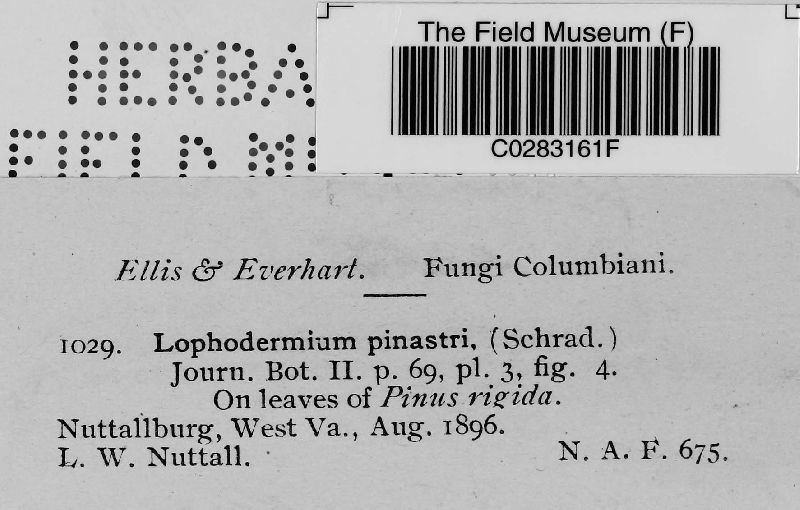 HERBA
The Field Museum (F)
C0283161F
FIELD M
Ellis & Everhart. Fungi Columbiani.
1029. Lophodermium pinastri, (Schrad.)
Journ. Bot. II. p. 69, pl. 3, fig. 4.
On leaves of Pinus rigida.
Nuttallburg, West Va., Aug. 1896.
L. W. Nuttall. N. A. F. 675.